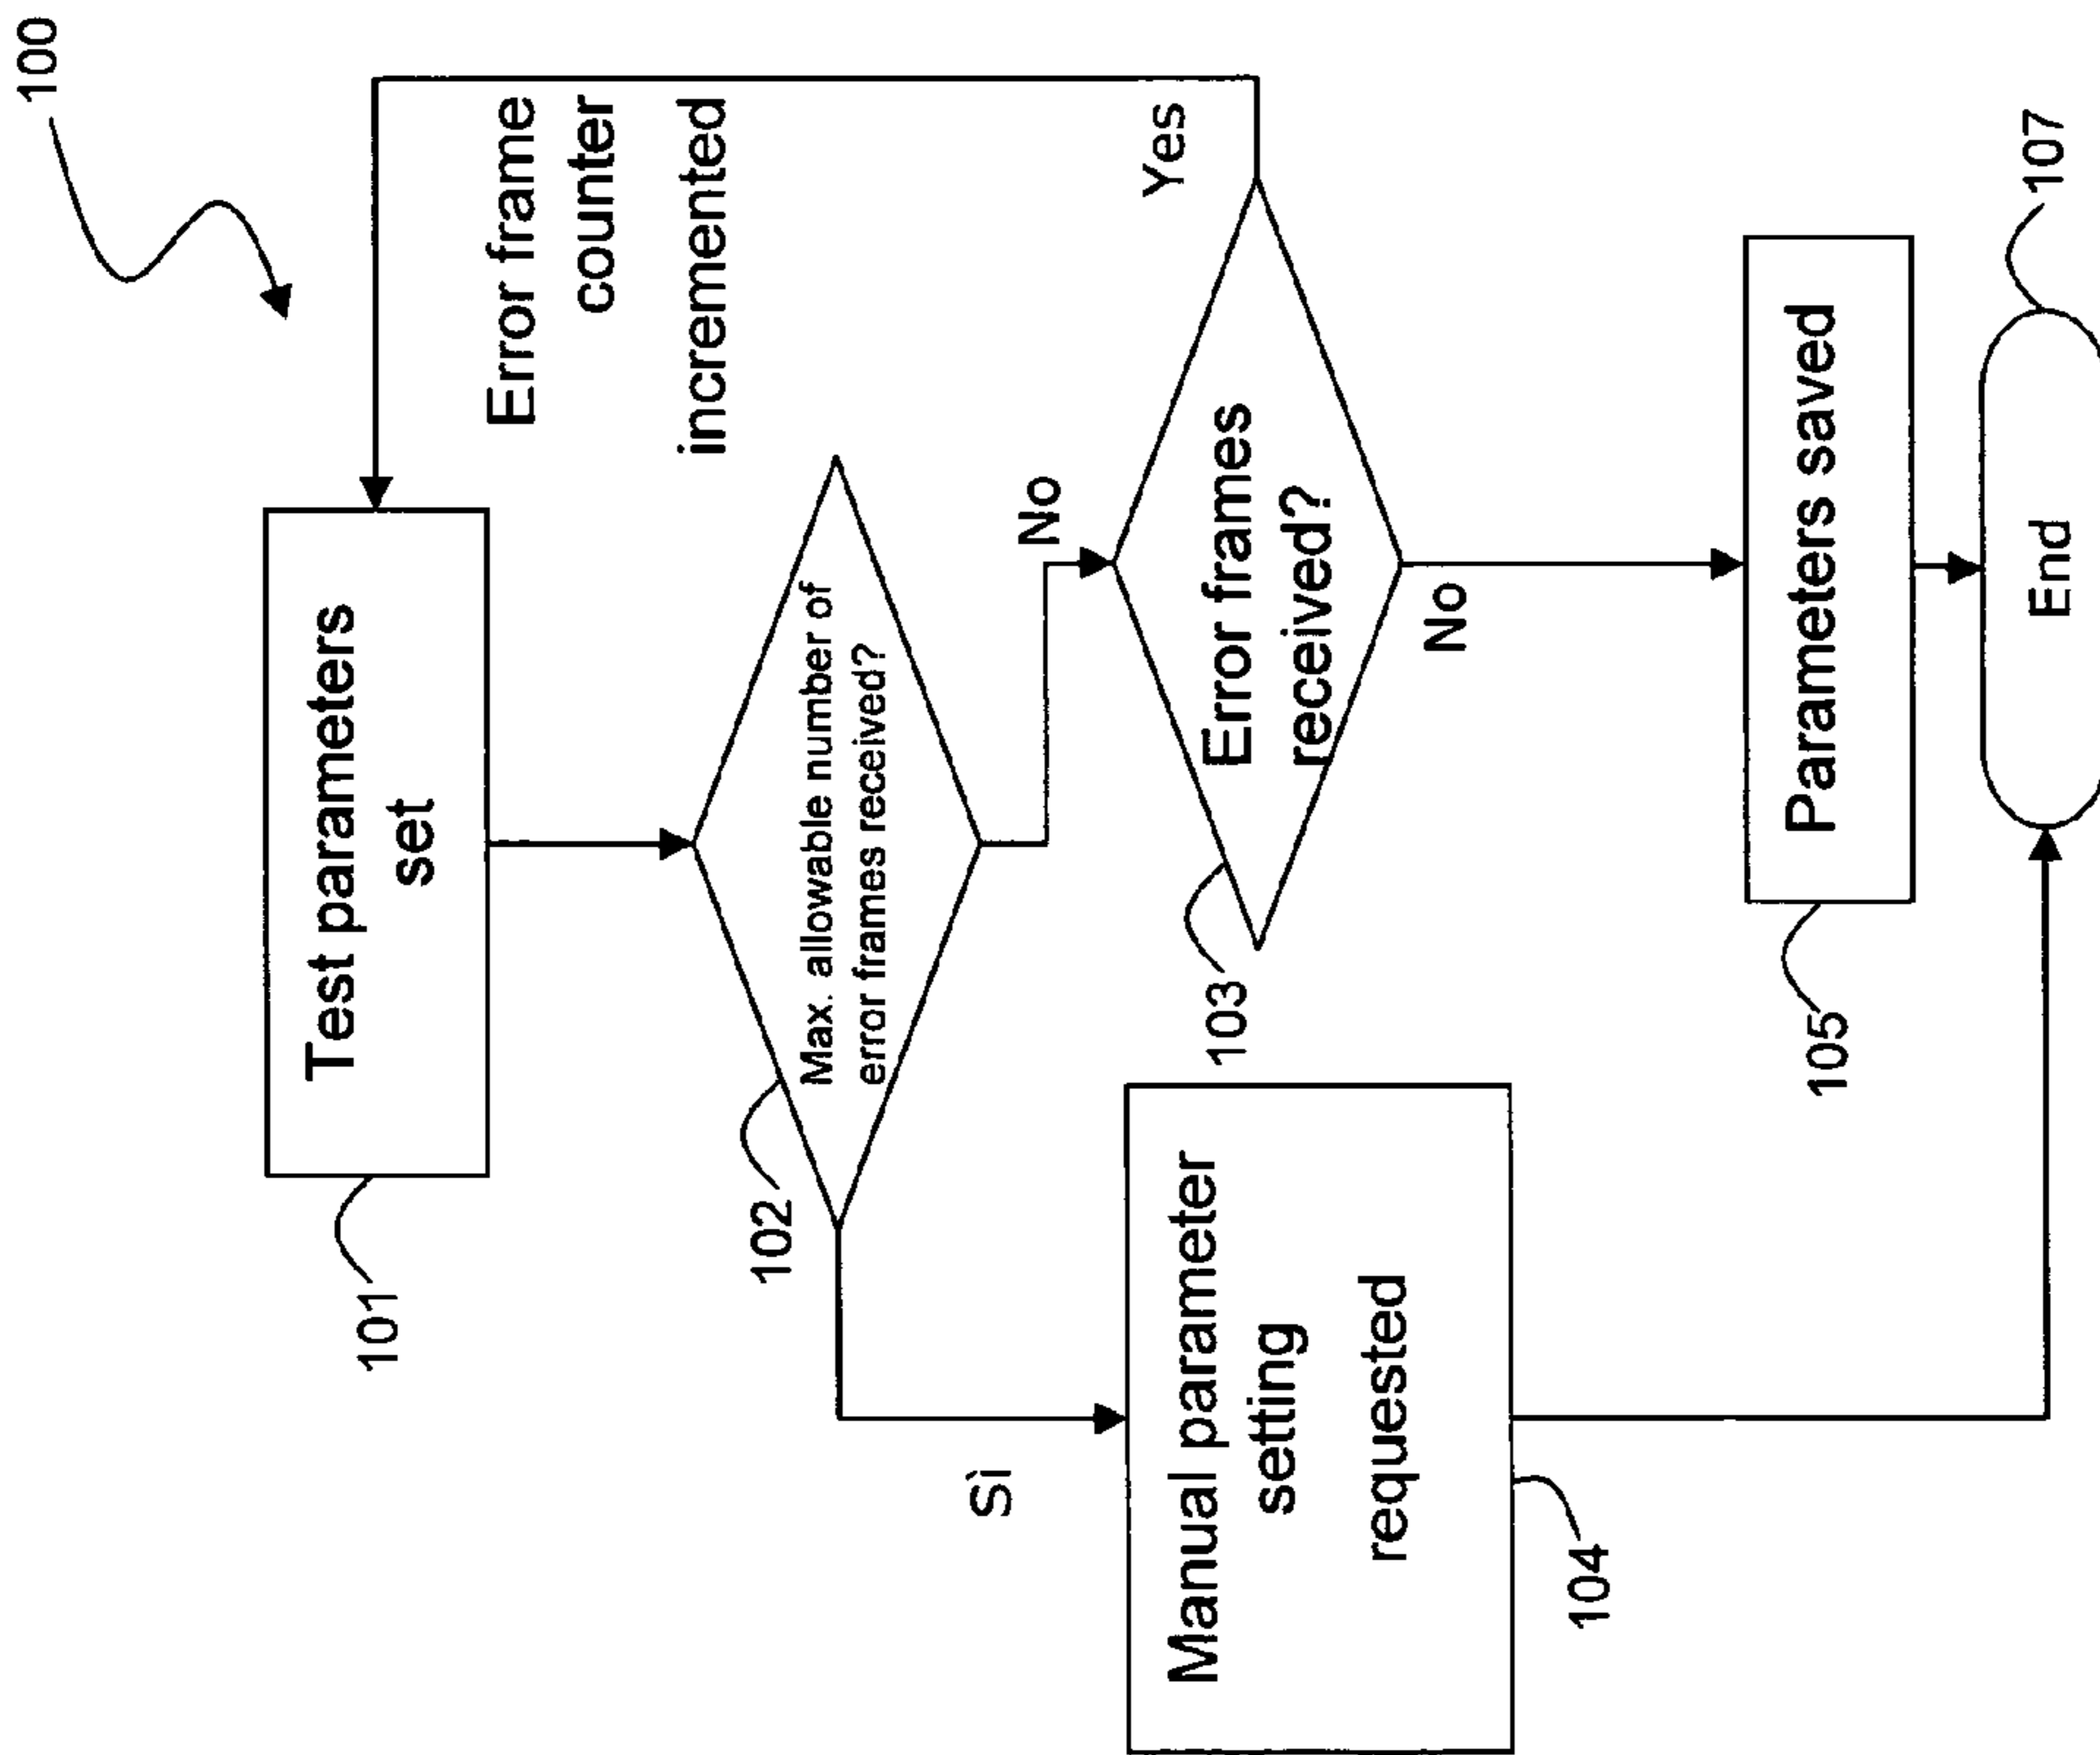 100
Test parameters
set
101
Error frame
counter
incremented
Max. allowable number of
error frames received?
102
Sì
No
Yes
Manual parameter
setting
requested
104
Error frames
received?
103
No
Parameters saved
105
End
107